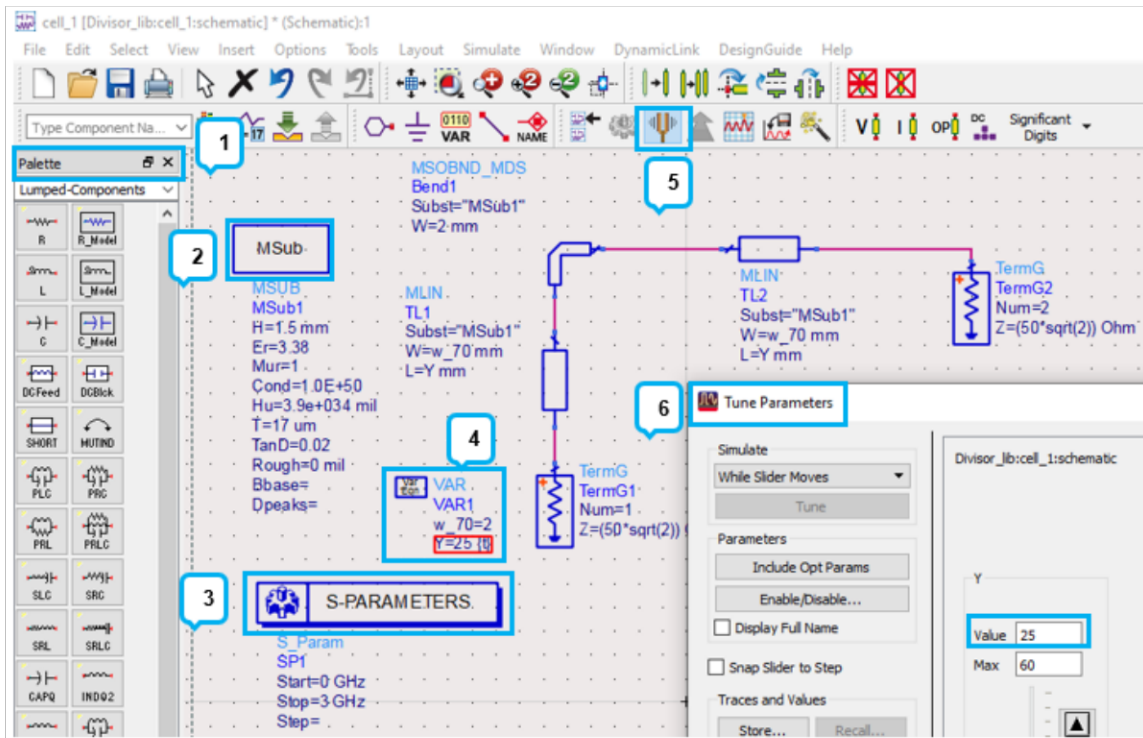 cell_1 [Divisor_lib:cell_1:schematic] * (Schematic):1
File Edit Select View Insert Options Tools Layout Simulate Window DynamicLink DesignGuide Help
Type Component Na...
17
0110
VAR
NAME
V I OP DC
Significant
Digits
1
5
Palette
Lumped-Components
R
R_Model
L
L_Model
C
C_Model
DCFeed
DCBlck
SHORT
MUTIND
PLC
PRC
PRL
PRLC
SLC
SRC
SRL
SRLC
CAPQ
INDQ2
2
MSub
MSUB
MSub1
H=1.5 mm
Er=3.38
Mur=1
Cond=1.0E+50
Hu=3.9e+034 mil
T=17 um
TanD=0.02
Rough=0 mil
Bbase=
Dpeaks=
MSOBND_MDS
Bend1
Subst="MSub1"
W=2 mm
MLIN
TL1
Subst="MSub1"
W=w_70 mm
L=Y mm
MLIN
TL2
Subst="MSub1"
W=w_70 mm
L=Y mm
TermG
TermG2
Num=2
Z=(50*sqrt(2)) Ohm
4
VAR
VAR1
w_70=2
Y=25 {t}
TermG
TermG1
Num=1
Z=(50*sqrt(2))
3
S-PARAMETERS
S_Param
SP1
Start=0 GHz
Stop=3 GHz
Step=
6
Tune Parameters
Simulate
While Slider Moves
Tune
Parameters
Include Opt Params
Enable/Disable...
Display Full Name
Snap Slider to Step
Traces and Values
Store... Recall...
Divisor_lib:cell_1:schematic
Y
Value 25
Max 60